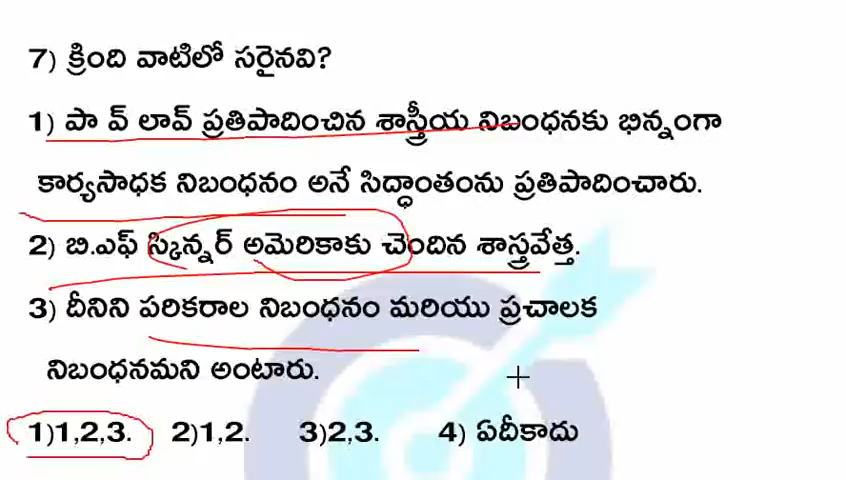 7) క్రింది వాటిలో సరైనవి?
1) పా వ్ లావ్ ప్రతిపాదించిన శాస్త్రీయ నిబంధనకు భిన్నంగా
కార్యసాధక నిబంధనం అనే సిద్ధాంతంను ప్రతిపాదించారు.
2) బి.ఎఫ్ స్కిన్నర్ అమెరికాకు చెందిన శాస్త్రవేత్త.
3) దీనిని పరికరాల నిబంధనం మరియు ప్రచాలక
నిబంధనమని అంటారు.
1)1,2,3. 2)1,2. 3)2,3. 4) ఏదీకాదు